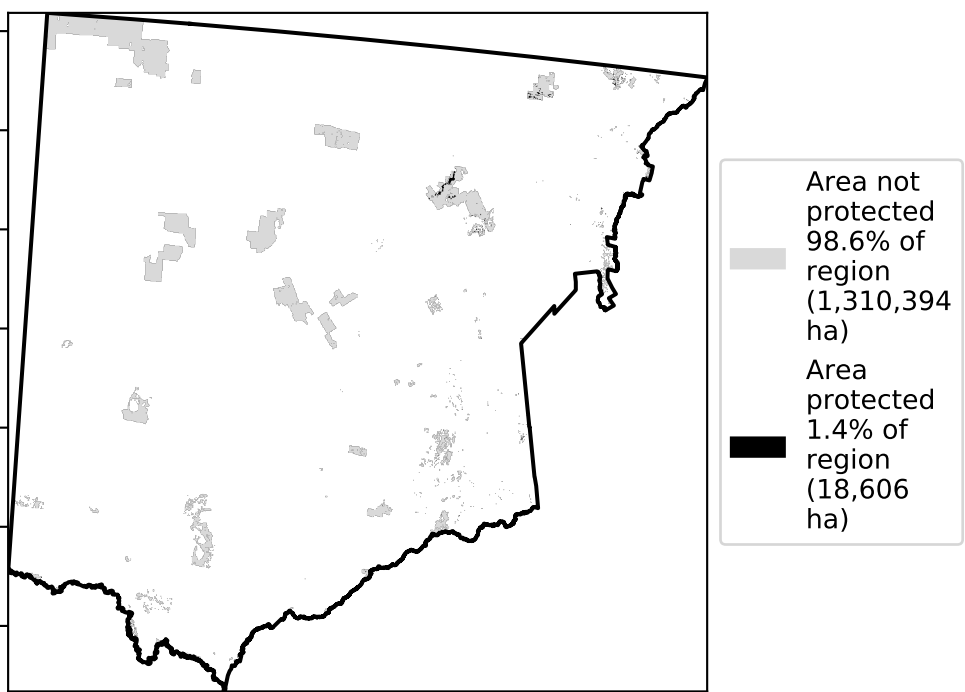 Area not
protected
98.6% of
region
(1,310,394
ha)
Area
protected
1.4% of
region
(18,606
ha)